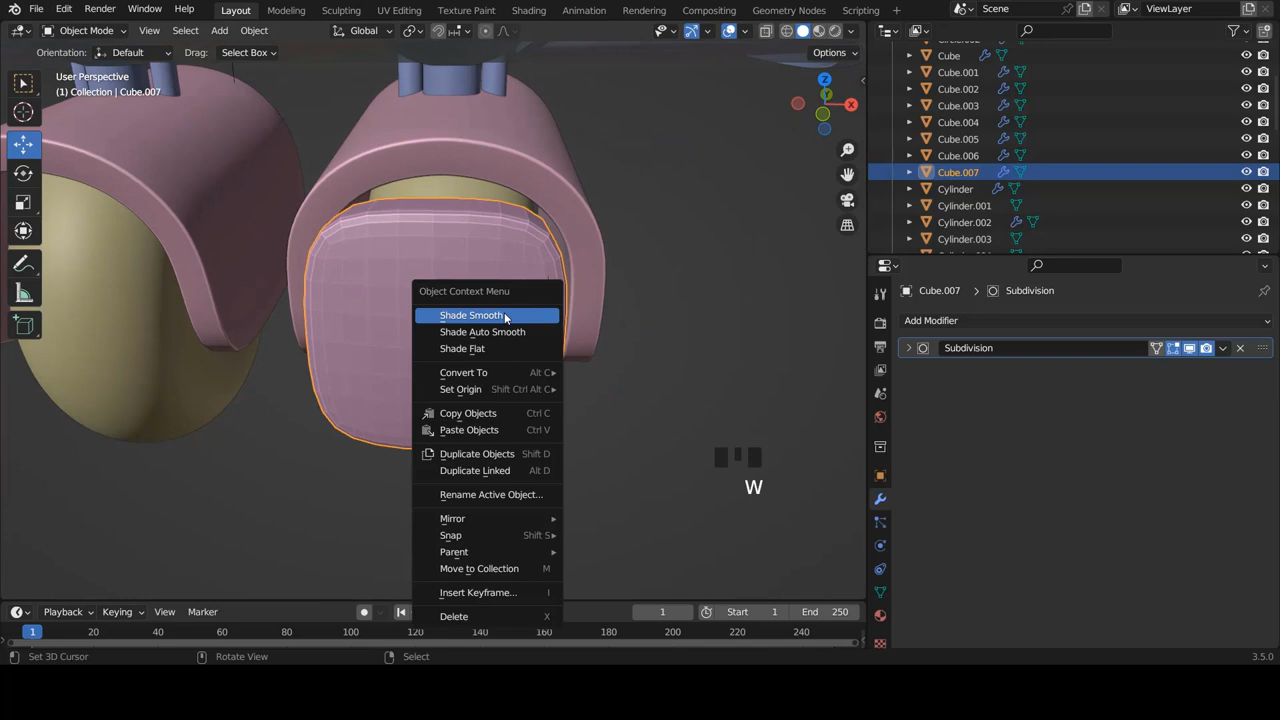 File Edit Render Window Help Layout Modeling Sculpting UV Editing Texture Paint Shading Animation Rendering Compositing Geometry Nodes Scripting Scene ViewLayer
Object Mode View Select Add Object Global
Orientation: Default Drag: Select Box Options
User Perspective
(1) Collection | Cube.007
Z
Y
X
Cube
Cube.001
Cube.002
Cube.003
Cube.004
Cube.005
Cube.006
Cube.007
Cylinder
Cylinder.001
Cylinder.002
Cylinder.003
Cube.007 > Subdivision
Add Modifier
Subdivision
Object Context Menu
Shade Smooth
Shade Auto Smooth
Shade Flat
Convert To Alt C
Set Origin Shift Ctrl Alt C
Copy Objects Ctrl C
Paste Objects Ctrl V
Duplicate Objects Shift D
Duplicate Linked Alt D
Rename Active Object...
Mirror
Snap Shift S
Parent
Move to Collection M
Insert Keyframe... I
Delete X
W
Playback Keying View Marker 1 Start 1 End 250
1 20 40 60 80 100 120 140 160 180 200 220 240
Set 3D Cursor Rotate View Select 3.5.0